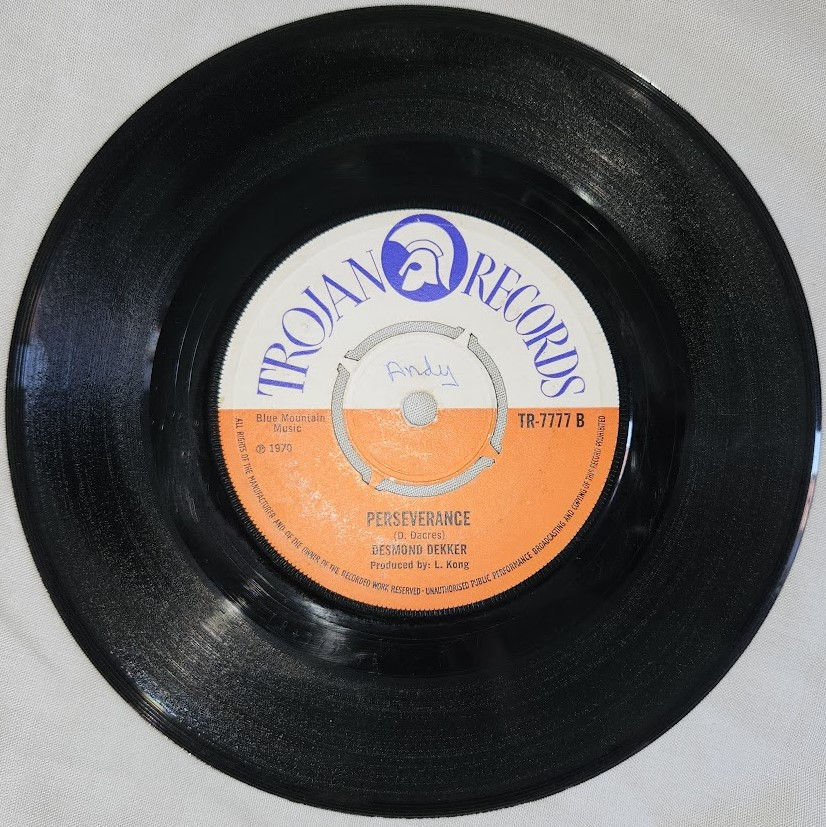 TROJAN RECORDS
Andy
Blue Mountain
Music
℗ 1970
TR-7777 B
PERSEVERANCE
(D. Dacres)
DESMOND DEKKER
Produced by: L. Kong
ALL RIGHTS OF THE MANUFACTURER AND OF THE OWNER OF THE RECORDED WORK RESERVED - UNAUTHORISED PUBLIC PERFORMANCE BROADCASTING AND COPYING OF THIS RECORD PROHIBITED